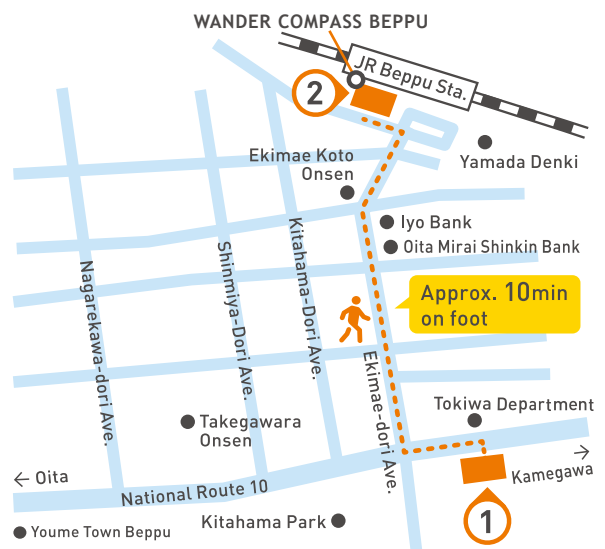 WANDER COMPASS BEPPU
JR Beppu Sta.
2
Yamada Denki
Ekimae Koto
Onsen
Iyo Bank
Oita Mirai Shinkin Bank
Kitahama-Dori Ave.
Shinmiya-Dori Ave.
Nagarekawa-dori Ave.
Approx. 10min
on foot
Ekimae-dori Ave.
Tokiwa Department
Takegawara
Onsen
← Oita
National Route 10
→
Kamegawa
1
Kitahama Park
Youme Town Beppu